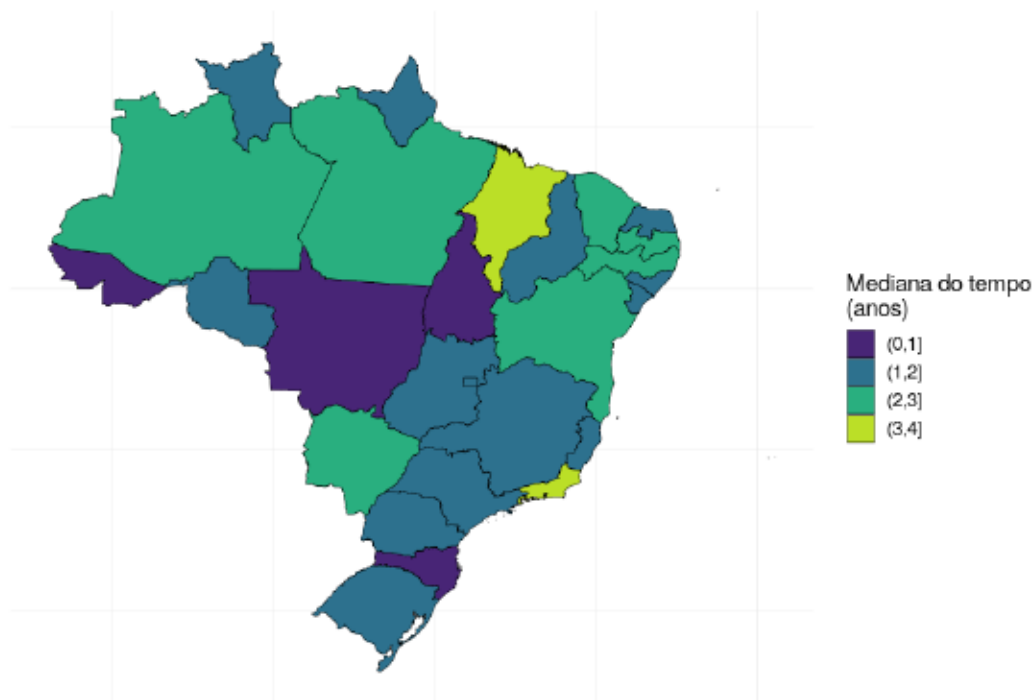 Mediana do tempo
(anos)
(0,1]
(1,2]
(2,3]
(3,4]